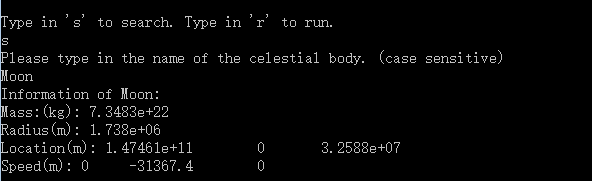 Type in 's' to search. Type in 'r' to run.
s
Please type in the name of the celestial body. (case sensitive)
Moon
Information of Moon:
Mass:(kg): 7.3483e+22
Radius(m): 1.738e+06
Location(m): 1.47461e+11 0 3.2588e+07
Speed(m): 0 -31367.4 0